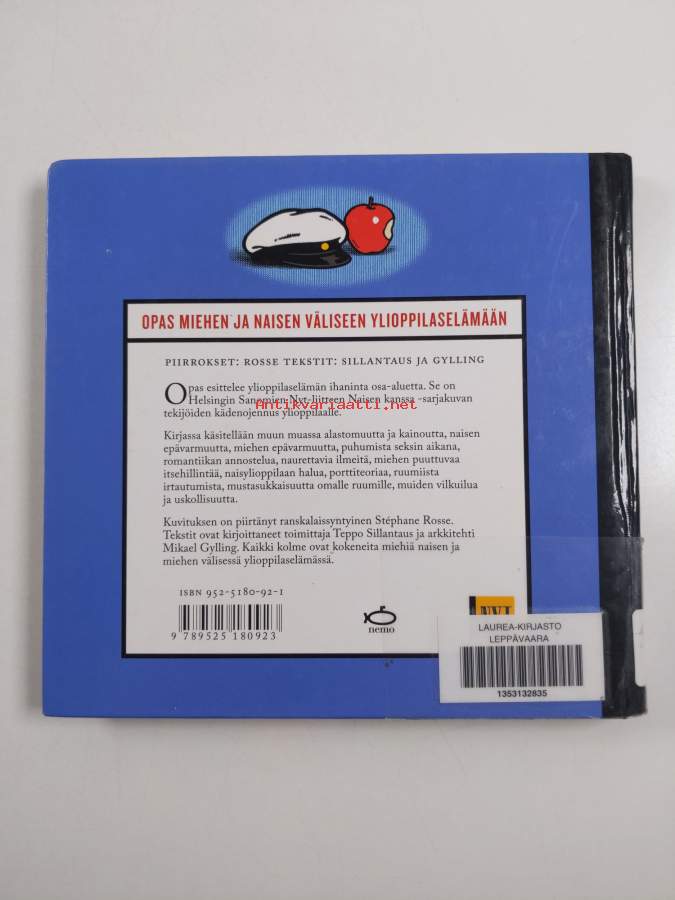 OPAS MIEHEN JA NAISEN VÄLISEEN YLIOPPILASELÄMÄÄN
PIIRROKSET: ROSSE TEKSTIT: SILLANTAUS JA GYLLING
Opas esittelee ylioppilaselämän ihaninta osa-aluetta. Se on
Helsingin Sanomien Nyt-liitteen Naisen kanssa -sarjakuvan
Antikvariaatti.net
tekijöiden kädenojennus ylioppilaalle.
Kirjassa käsitellään muun muassa alastomuutta ja kainoutta, naisen
epävarmuutta, miehen epävarmuutta, puhumista seksin aikana,
romantiikan annostelua, naurettavia ilmeitä, miehen puuttuvaa
itsehillintää, naisylioppilaan halua, porttiteoriaa, ruumiista
irtautumista, mustasukkaisuutta omalle ruumille, muiden vilkuilua
ja uskollisuutta.
Kuvituksen on piirtänyt ranskalaissyntyinen Stéphane Rosse.
Tekstit ovat kirjoittaneet toimittaja Teppo Sillantaus ja arkkitehti
Mikael Gylling. Kaikki kolme ovat kokeneita miehiä naisen ja
miehen välisessä ylioppilaselämässä.
ISBN 952-5180-92-1
9 789525 180923
nemo
NYT
LAUREA-KIRJASTO
LEPPÄVAARA
1353132835